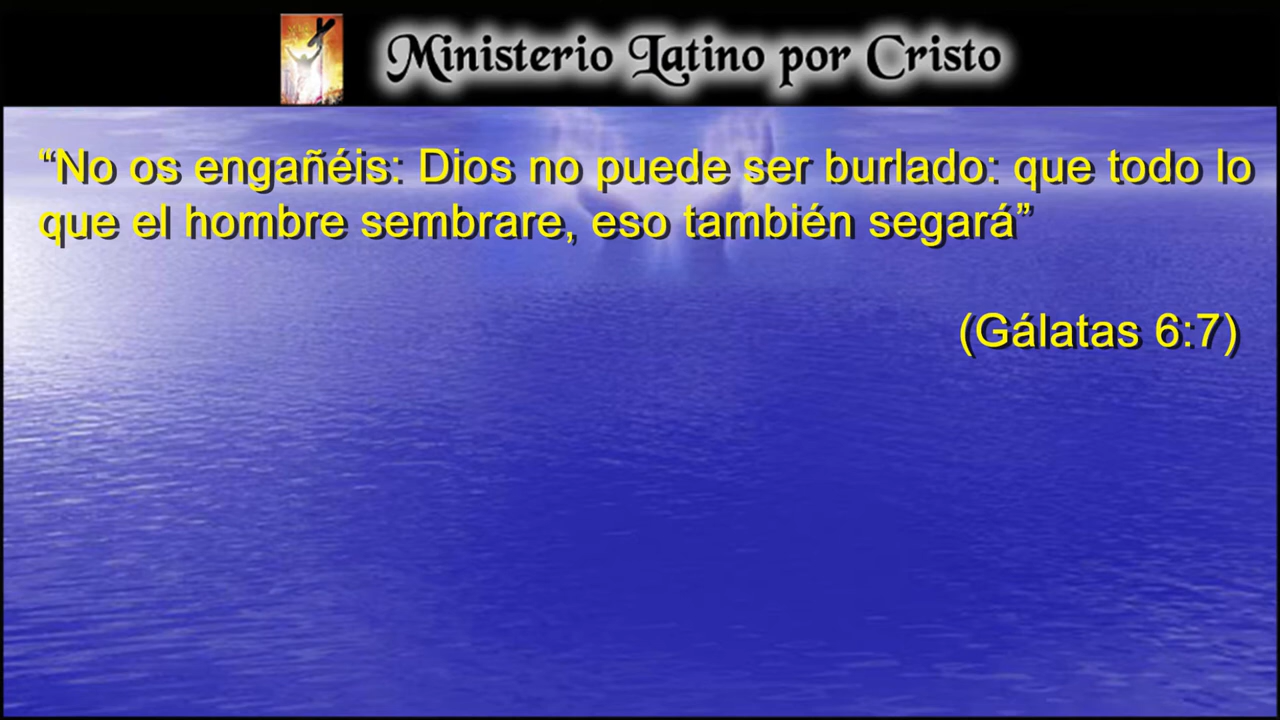 Ministerio Latino por Cristo
“No os engañéis: Dios no puede ser burlado: que todo lo
que el hombre sembrare, eso también segará”
(Gálatas 6:7)